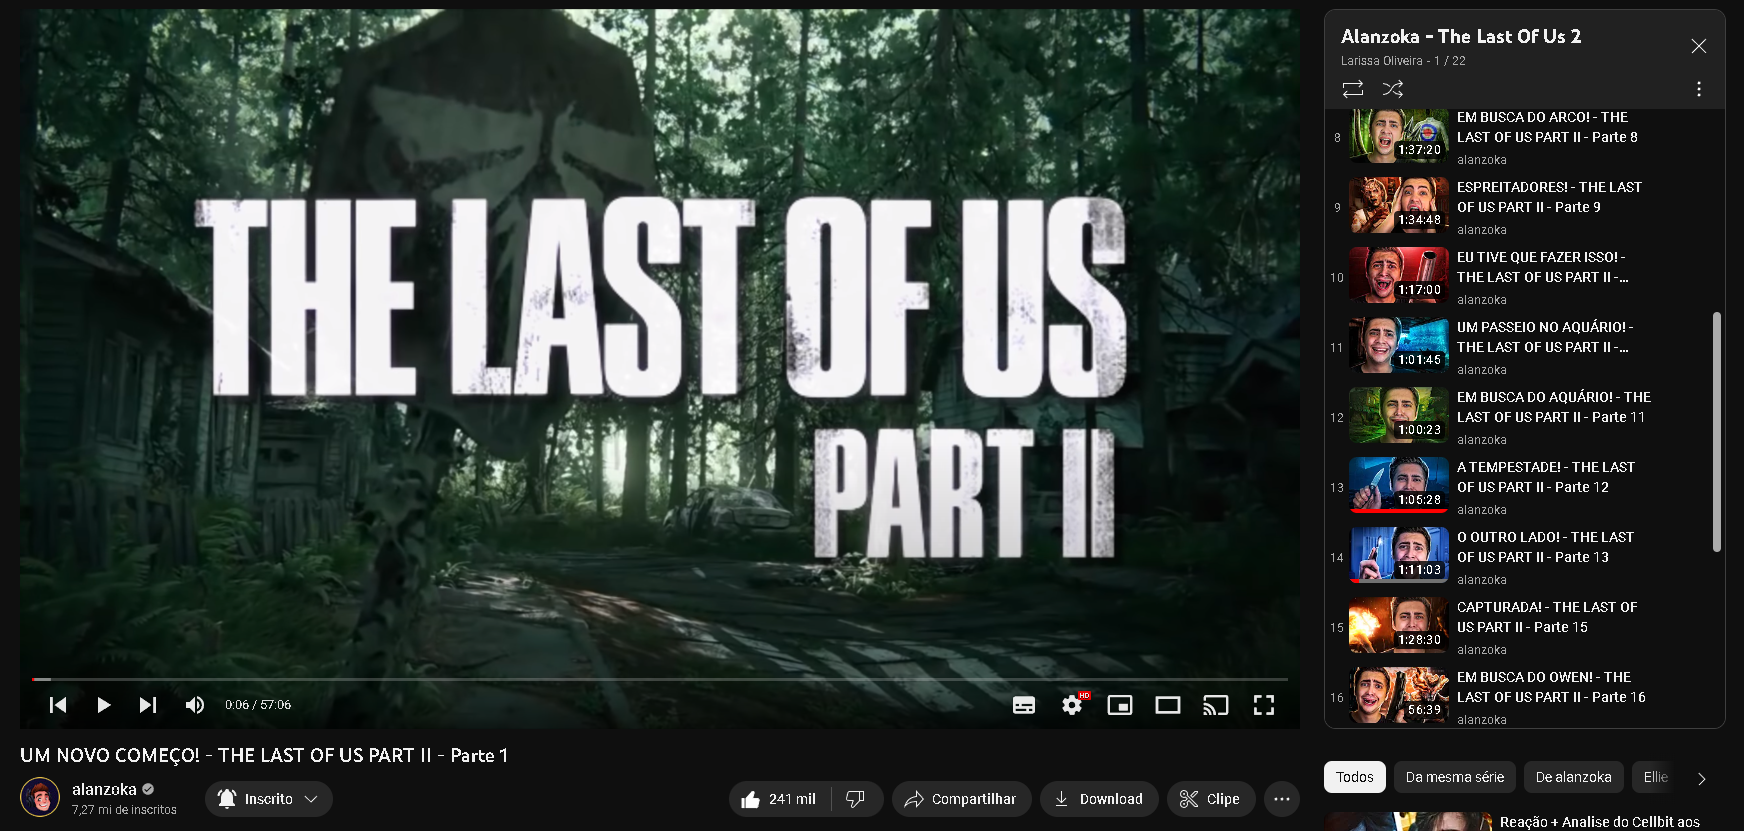 THE LAST OF US
PART II
HD
0:06 / 57:06
UM NOVO COMEÇO! - THE LAST OF US PART II - Parte 1
alanzoka
7,27 mi de inscritos
Inscrito
241 mil
Compartilhar
Download
Clipe
Alanzoka - The Last Of Us 2
Larissa Oliveira - 1 / 22
8
1:37:20
EM BUSCA DO ARCO! - THE
LAST OF US PART II - Parte 8
alanzoka
9
1:34:48
ESPREITADORES! - THE LAST
OF US PART II - Parte 9
alanzoka
10
1:17:00
EU TIVE QUE FAZER ISSO! -
THE LAST OF US PART II -...
alanzoka
11
1:01:45
UM PASSEIO NO AQUÁRIO! -
THE LAST OF US PART II -...
alanzoka
12
1:00:23
EM BUSCA DO AQUÁRIO! - THE
LAST OF US PART II - Parte 11
alanzoka
13
1:05:28
A TEMPESTADE! - THE LAST
OF US PART II - Parte 12
alanzoka
14
1:11:03
O OUTRO LADO! - THE LAST
OF US PART II - Parte 13
alanzoka
15
1:28:30
CAPTURADA! - THE LAST OF
US PART II - Parte 15
alanzoka
16
56:39
EM BUSCA DO OWEN! - THE
LAST OF US PART II - Parte 16
alanzoka
Todos
Da mesma série
De alanzoka
Ellie
Reação + Analise do Cellbit aos